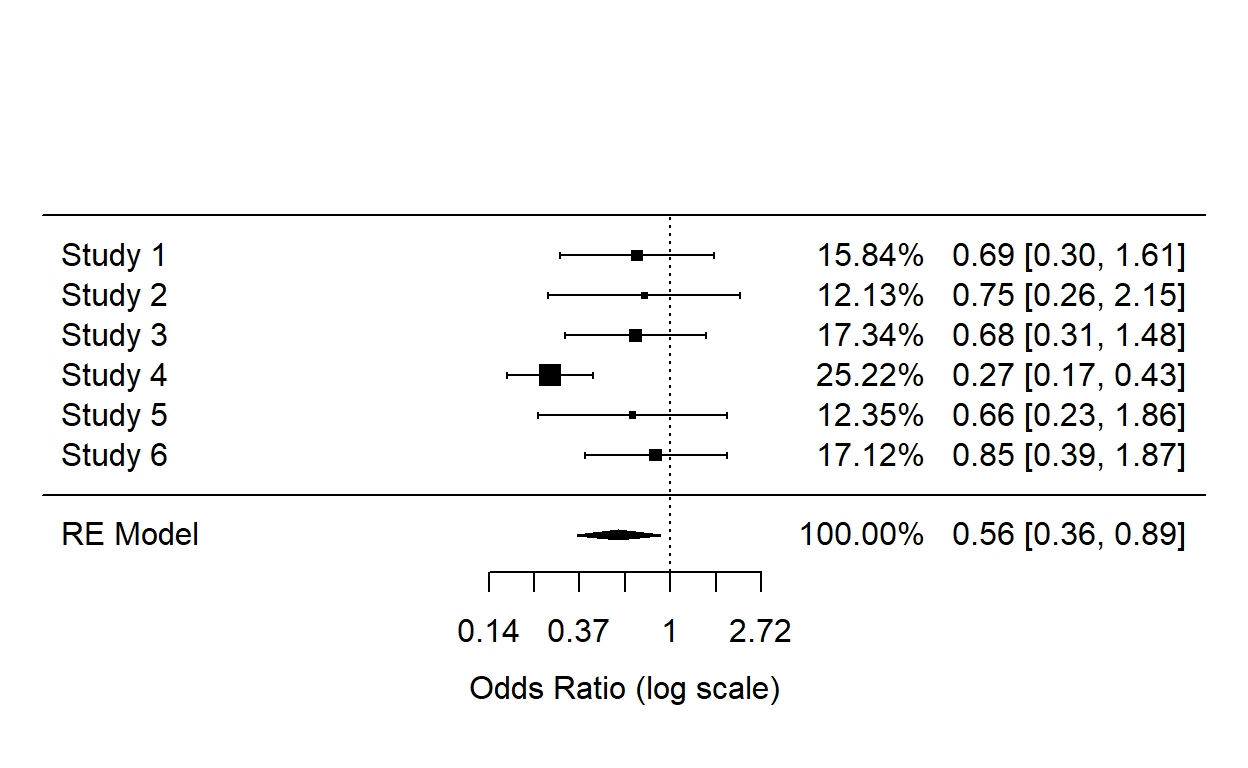 Study 1 15.84% 0.69 [0.30, 1.61]
Study 2 12.13% 0.75 [0.26, 2.15]
Study 3 17.34% 0.68 [0.31, 1.48]
Study 4 25.22% 0.27 [0.17, 0.43]
Study 5 12.35% 0.66 [0.23, 1.86]
Study 6 17.12% 0.85 [0.39, 1.87]
RE Model 100.00% 0.56 [0.36, 0.89]
0.14 0.37 1 2.72
Odds Ratio (log scale)